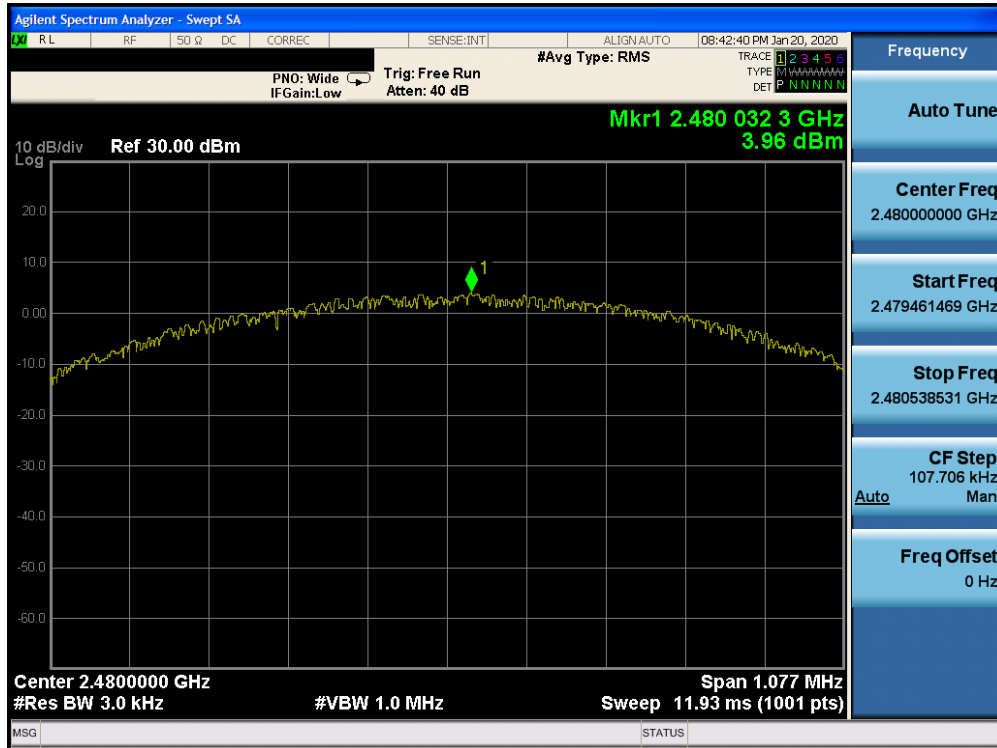 Agilent Spectrum Analyzer - Swept SA
LXI RL RF 50 Ω DC CORREC SENSE:INT ALIGN AUTO 08:42:40 PM Jan 20, 2020
#Avg Type: RMS TRACE 1 2 3 4 5 6
PNO: Wide Trig: Free Run TYPE M WWWWW
IFGain:Low Atten: 40 dB DET P N N N N N
Mkr1 2.480 032 3 GHz
3.96 dBm
10 dB/div Ref 30.00 dBm
Log
1
20.0
10.0
0.00
-10.0
-20.0
-30.0
-40.0
-50.0
-60.0
Center 2.4800000 GHz Span 1.077 MHz
#Res BW 3.0 kHz #VBW 1.0 MHz Sweep 11.93 ms (1001 pts)
MSG STATUS
Frequency
Auto Tune
Center Freq
2.480000000 GHz
Start Freq
2.479461469 GHz
Stop Freq
2.480538531 GHz
CF Step
107.706 kHz
Auto Man
Freq Offset
0 Hz